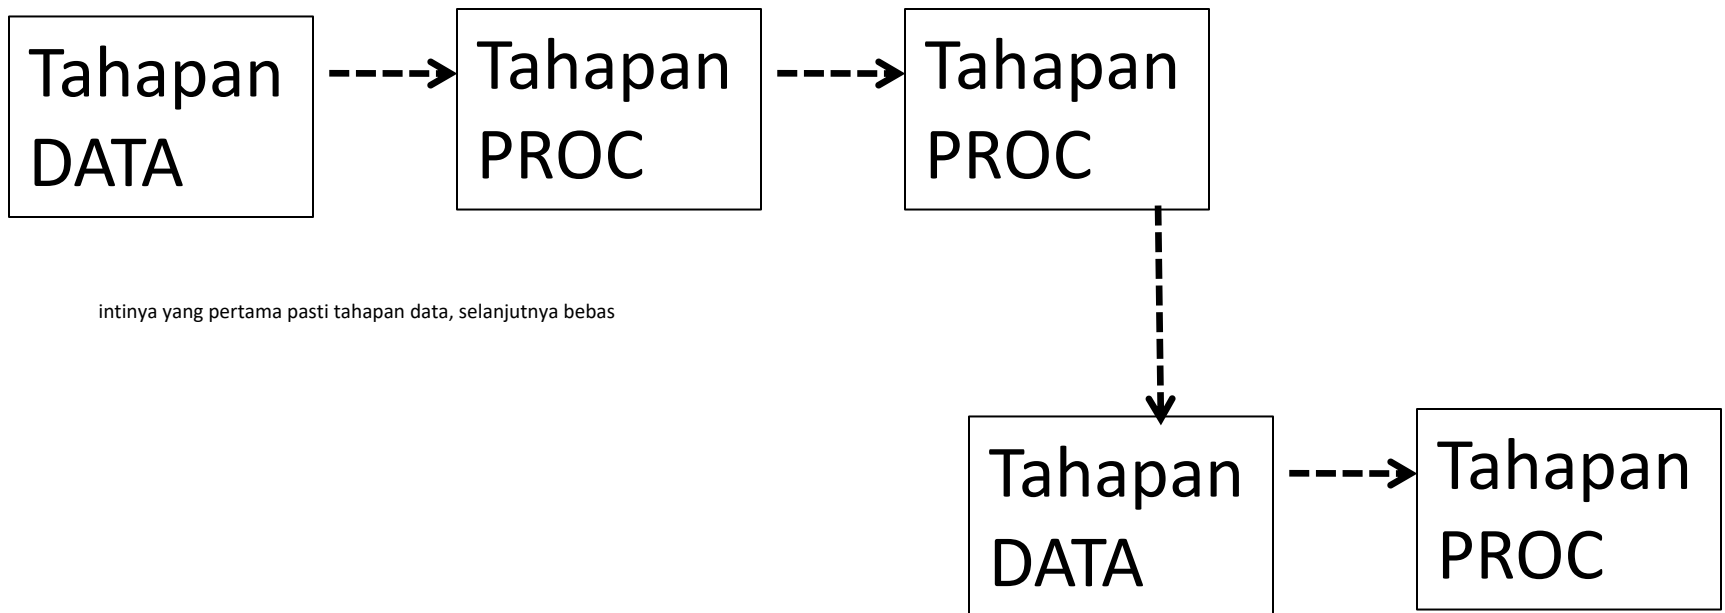 Tahapan
DATA
Tahapan
PROC
Tahapan
PROC
intinya yang pertama pasti tahapan data, selanjutnya bebas
Tahapan
DATA
Tahapan
PROC